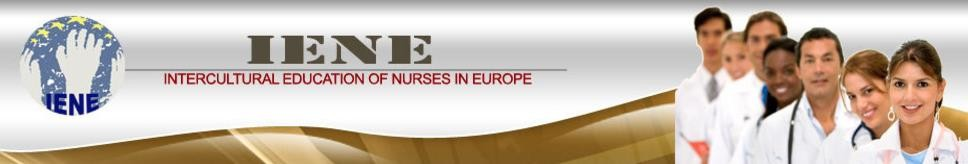 IENE
IENE
INTERCULTURAL EDUCATION OF NURSES IN EUROPE